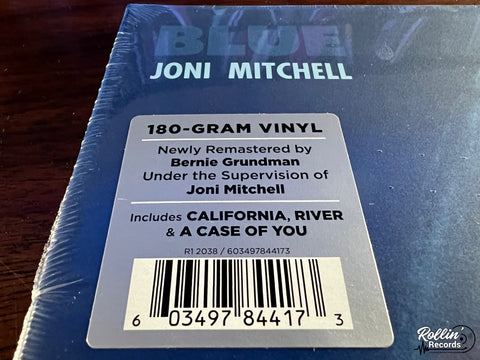 BLUE
JONI MITCHELL
180-GRAM VINYL
Newly Remastered by
Bernie Grundman
Under the Supervision of
Joni Mitchell
Includes CALIFORNIA, RIVER
& A CASE OF YOU
R1 2038 / 603497844173
6 03497 84417 3
Rollin'
Records